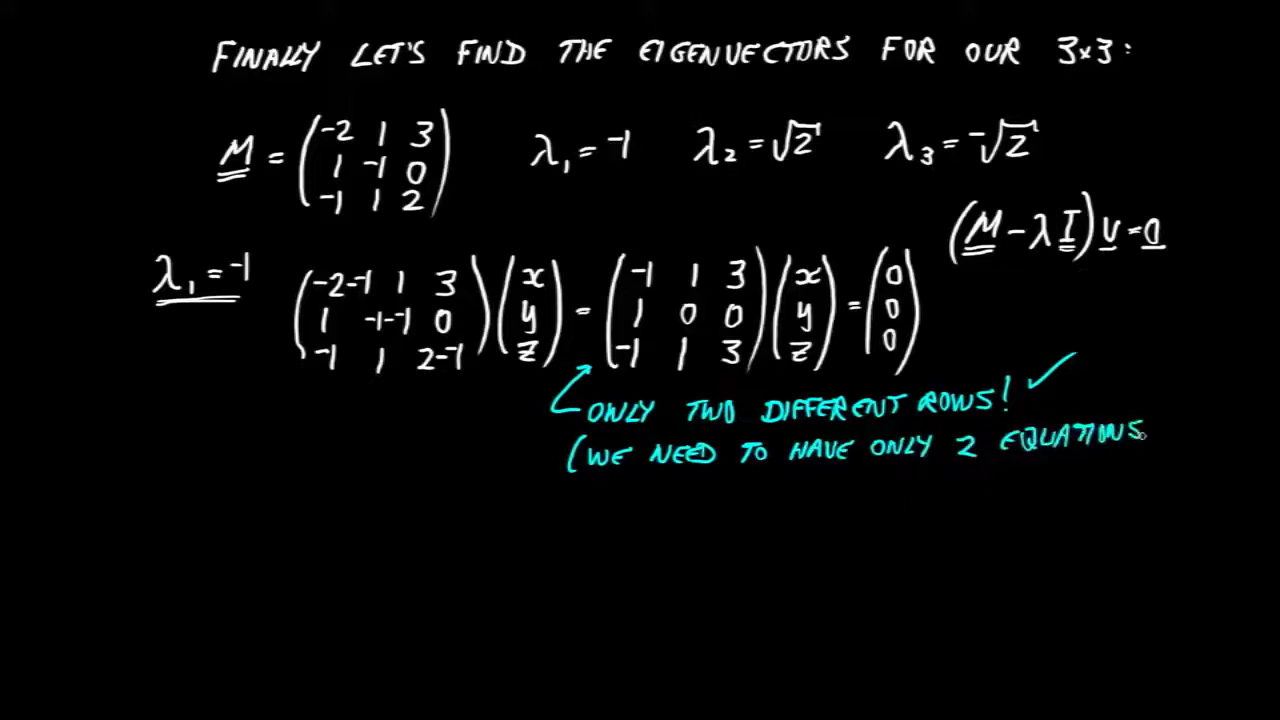 FINALLY LET'S FIND THE EIGENVECTORS FOR OUR 3×3:
M = (-2 1 3
1 -1 0
-1 1 2)
λ₁ = -1 λ₂ = √2 λ₃ = -√2
(M - λI)v = 0
λ₁ = -1
(-2--1 1 3
1 -1--1 0
-1 1 2--1)
(x
y
z)
=
(-1 1 3
1 0 0
-1 1 3)
(x
y
z)
=
(0
0
0)
ONLY TWO DIFFERENT ROWS! ✓
(WE NEED TO HAVE ONLY 2 EQUATIONS